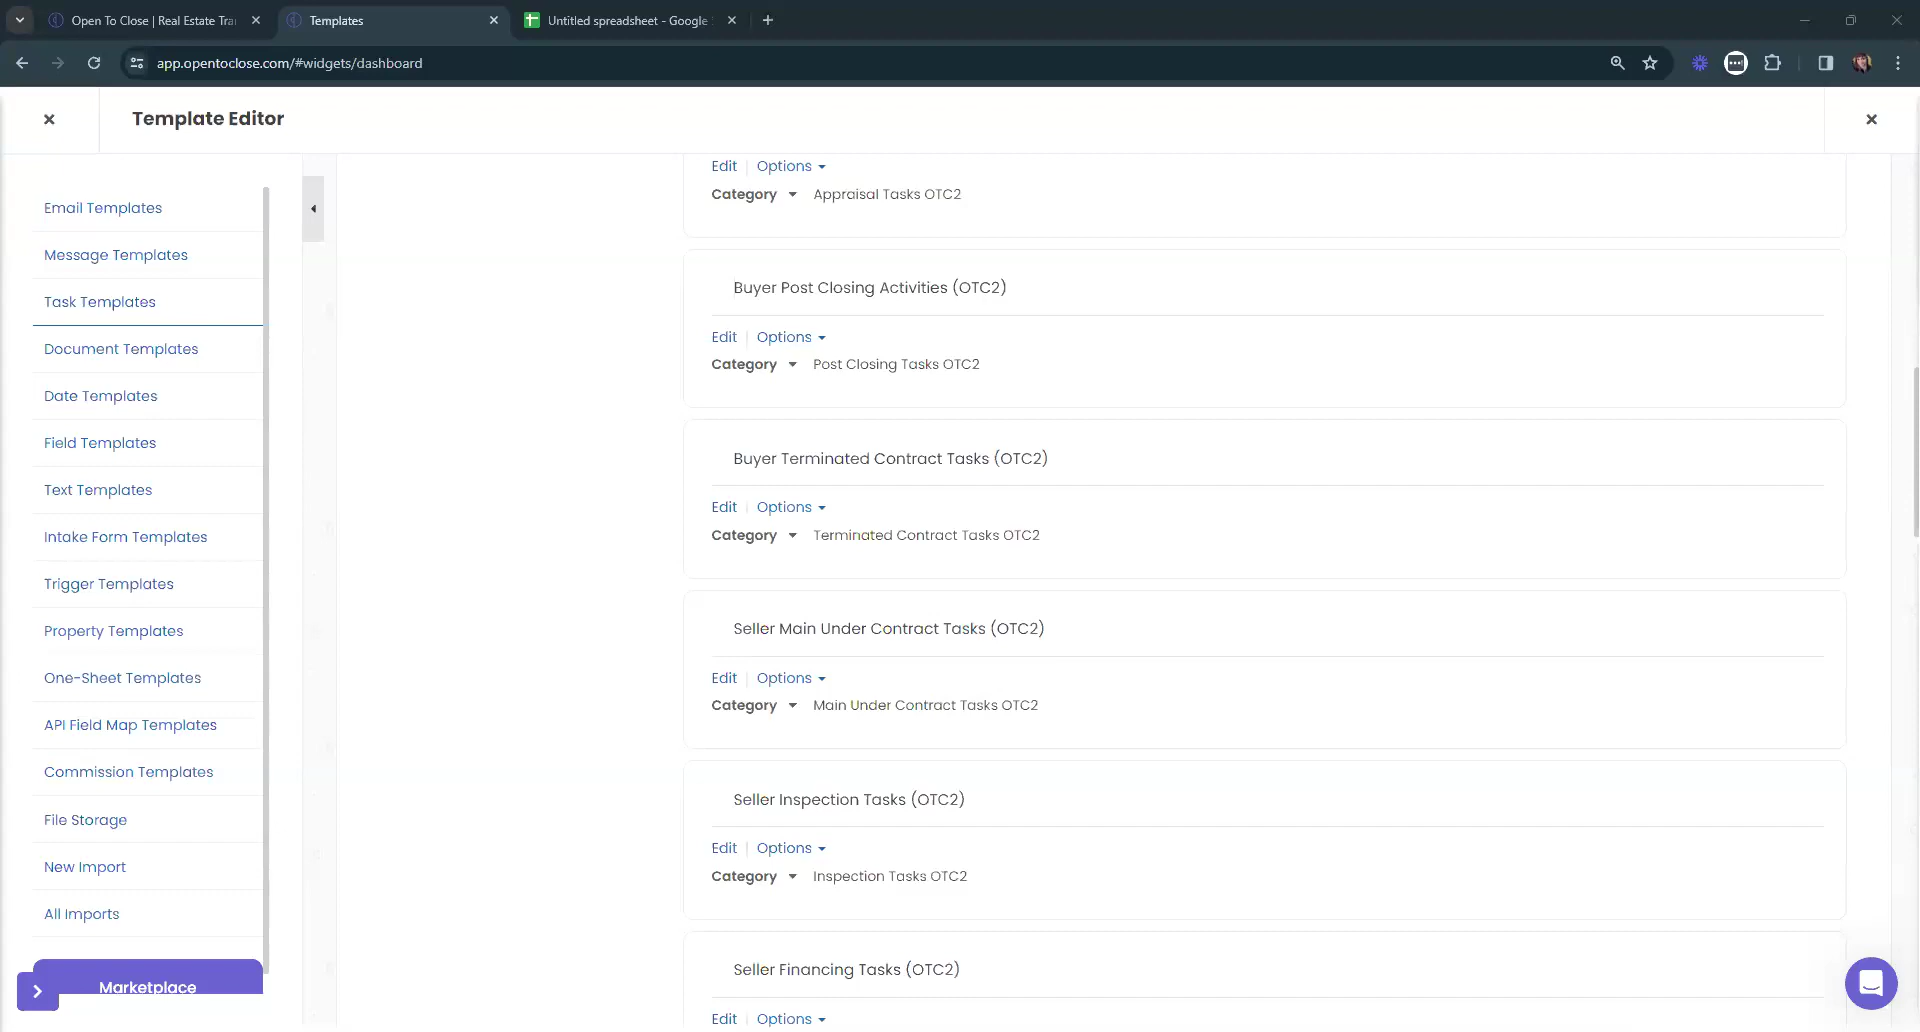 Open To Close | Real Estate Tra
Templates
Untitled spreadsheet - Google
app.opentoclose.com/#widgets/dashboard
Template Editor
Email Templates
Message Templates
Task Templates
Document Templates
Date Templates
Field Templates
Text Templates
Intake Form Templates
Trigger Templates
Property Templates
One-Sheet Templates
API Field Map Templates
Commission Templates
File Storage
New Import
All Imports
Marketplace
Edit Options
Category Appraisal Tasks OTC2
Buyer Post Closing Activities (OTC2)
Edit Options
Category Post Closing Tasks OTC2
Buyer Terminated Contract Tasks (OTC2)
Edit Options
Category Terminated Contract Tasks OTC2
Seller Main Under Contract Tasks (OTC2)
Edit Options
Category Main Under Contract Tasks OTC2
Seller Inspection Tasks (OTC2)
Edit Options
Category Inspection Tasks OTC2
Seller Financing Tasks (OTC2)
Edit Options